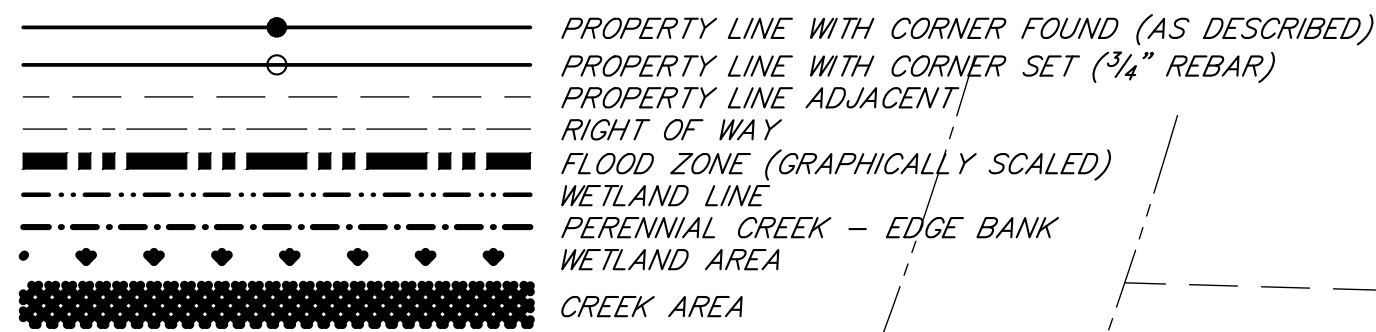 PROPERTY LINE WITH CORNER FOUND (AS DESCRIBED)
PROPERTY LINE WITH CORNER SET (3/4" REBAR)
PROPERTY LINE ADJACENT
RIGHT OF WAY
FLOOD ZONE (GRAPHICALLY SCALED)
WETLAND LINE
PERENNIAL CREEK – EDGE BANK
WETLAND AREA
CREEK AREA